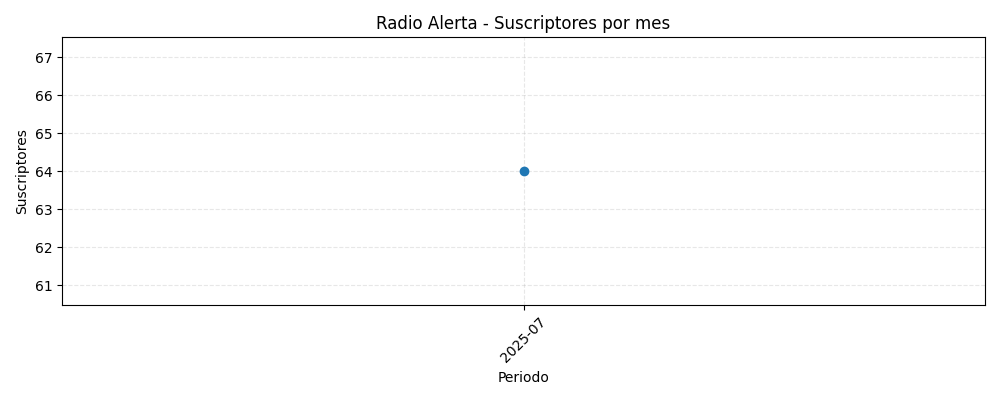 Radio Alerta - Suscriptores por mes
67
66
65
64
63
62
61
Suscriptores
2025-07
Periodo